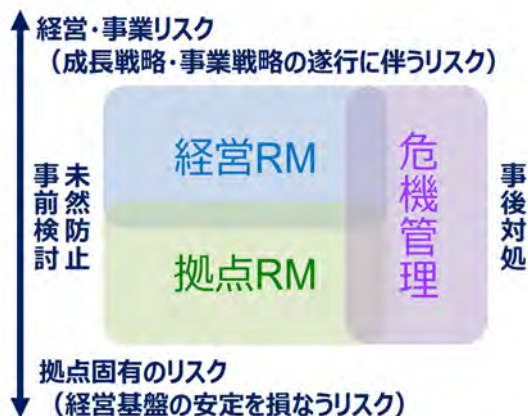 経営・事業リスク
（成長戦略・事業戦略の遂行に伴うリスク）
未然防止
事前検討
経営RM
拠点RM
危機管理
事後対処
拠点固有のリスク
（経営基盤の安定を損なうリスク）